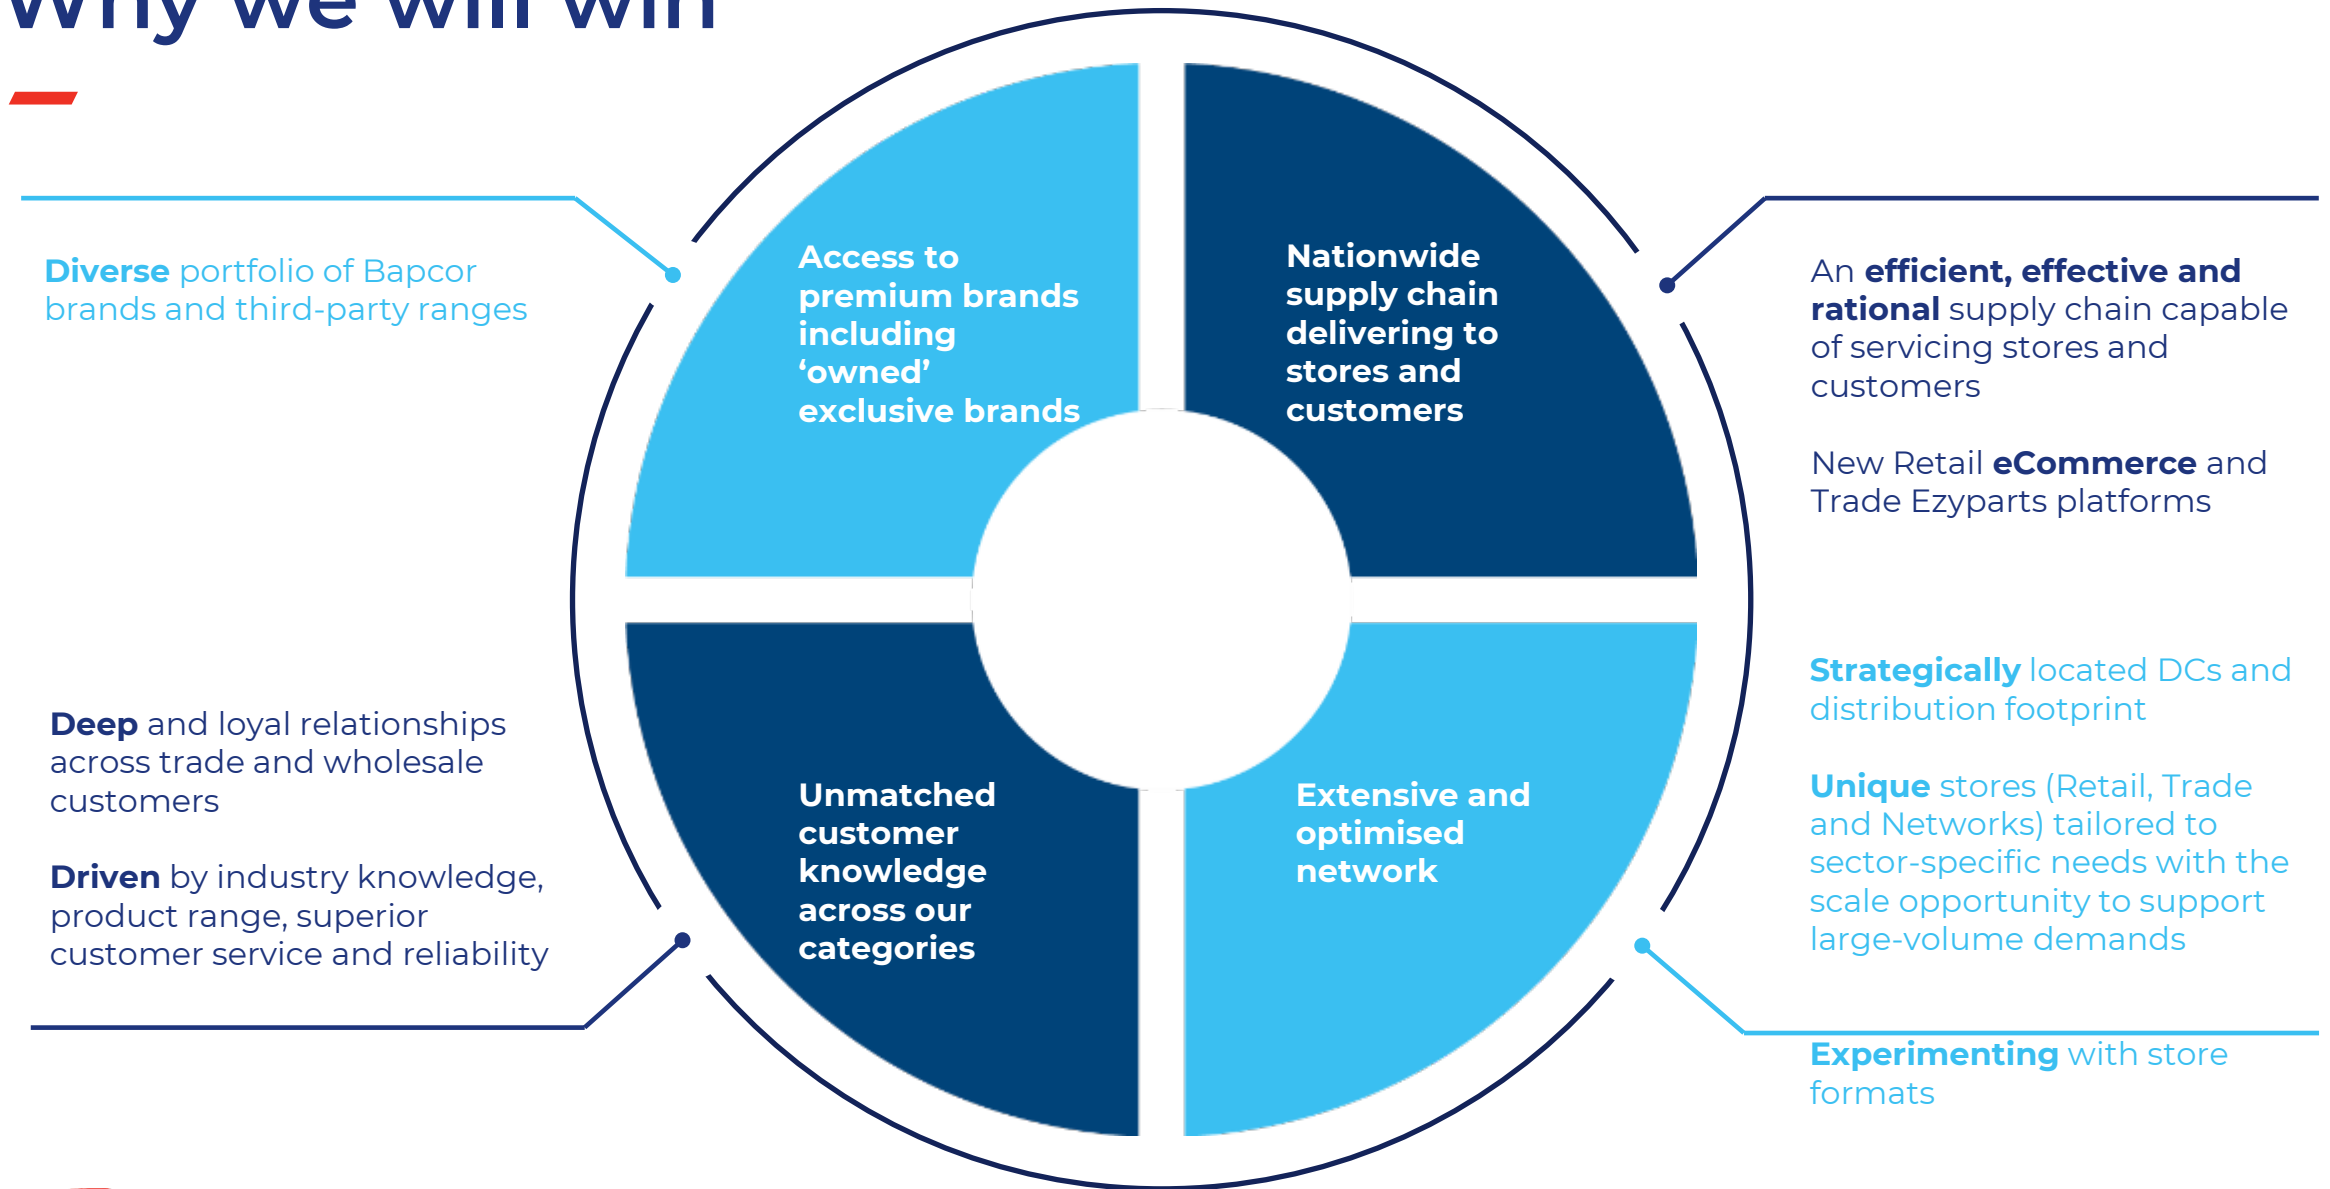 Why we will win
Diverse portfolio of Bapcor
brands and third-party ranges
Access to
premium brands
including
‘owned’
exclusive brands
Nationwide
supply chain
delivering to
stores and
customers
An efficient, effective and
rational supply chain capable
of servicing stores and
customers
New Retail eCommerce and
Trade Ezyparts platforms
Deep and loyal relationships
across trade and wholesale
customers
Driven by industry knowledge,
product range, superior
customer service and reliability
Unmatched
customer
knowledge
across our
categories
Extensive and
optimised
network
Strategically located DCs and
distribution footprint
Unique stores (Retail, Trade
and Networks) tailored to
sector-specific needs with the
scale opportunity to support
large-volume demands
Experimenting with store
formats